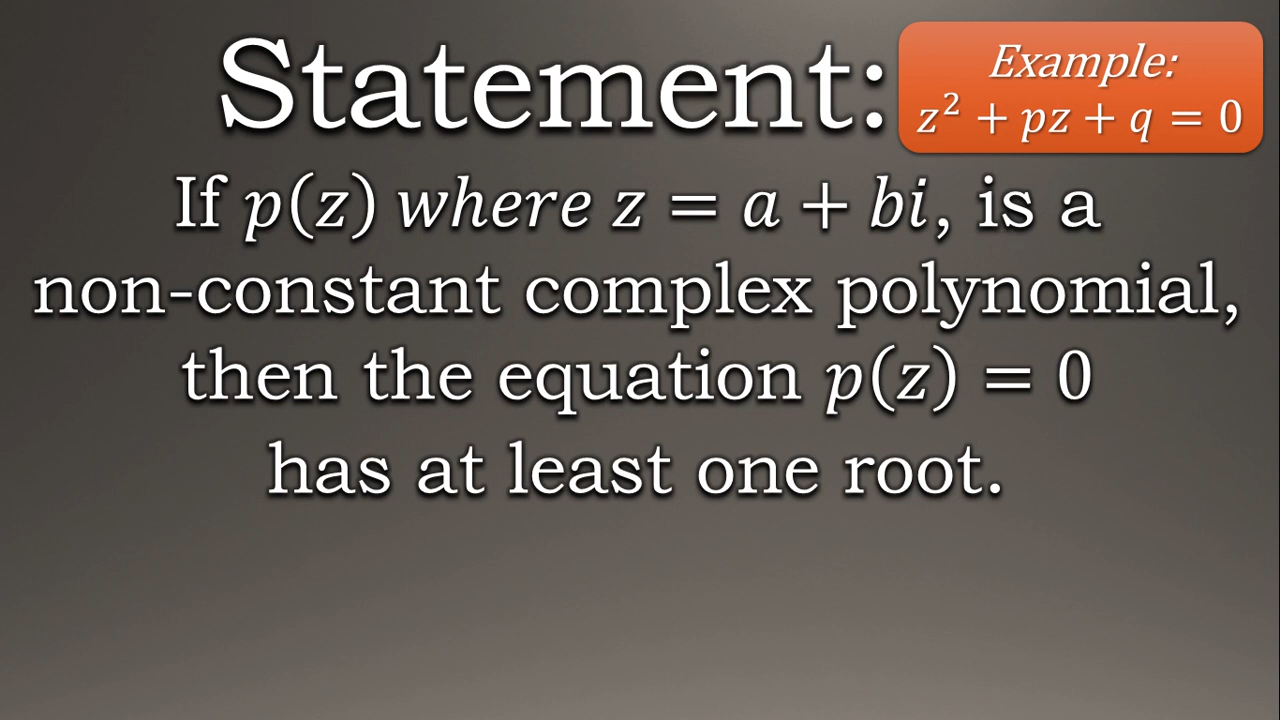 Statement:
Example:
z² + pz + q = 0
If p(z) where z = a + bi, is a
non-constant complex polynomial,
then the equation p(z) = 0
has at least one root.